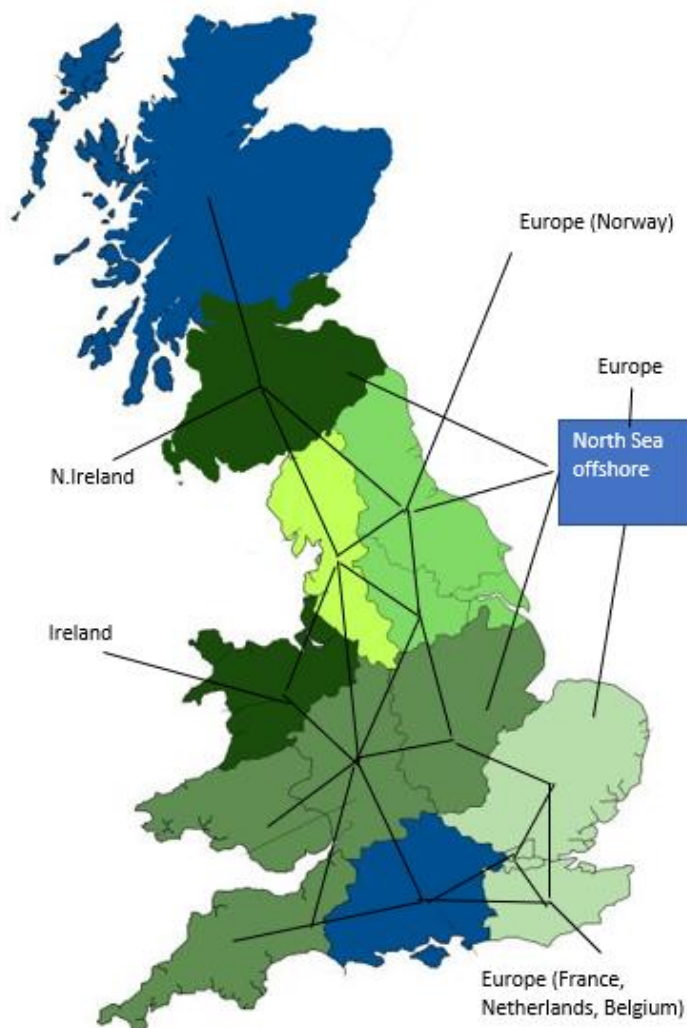 Europe (Norway)
Europe
North Sea
offshore
N.Ireland
Ireland
Europe (France,
Netherlands, Belgium)